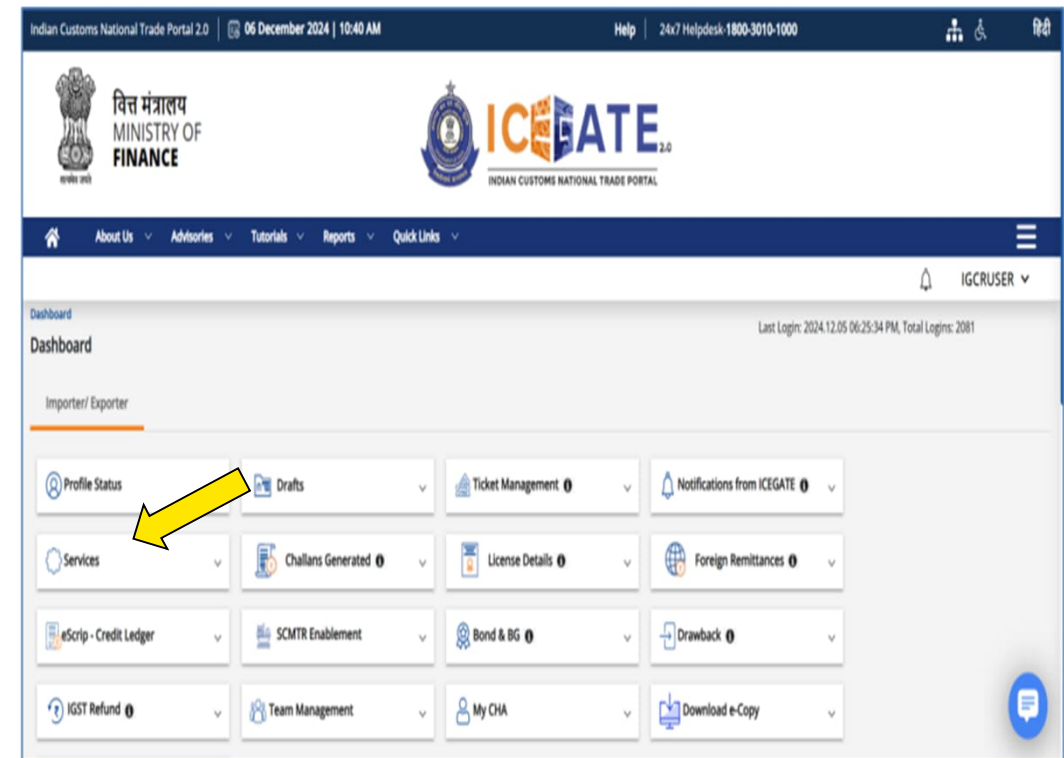 Indian Customs National Trade Portal 2.0 06 December 2024 | 10:40 AM Help 24x7 Helpdesk-1800-3010-1000 हिंदी
वित्त मंत्रालय
MINISTRY OF
FINANCE
सत्यमेव जयते
ICEGATE 2.0
INDIAN CUSTOMS NATIONAL TRADE PORTAL
About Us Advisories Tutorials Reports Quick Links
IGCRUSER
Dashboard
Last Login: 2024.12.05 06:25:34 PM, Total Logins: 2081
Dashboard
Importer/ Exporter
Profile Status Drafts Ticket Management Notifications from ICEGATE
Services Challans Generated License Details Foreign Remittances
eScrip - Credit Ledger SCMTR Enablement Bond & BG Drawback
IGST Refund Team Management My CHA Download e-Copy